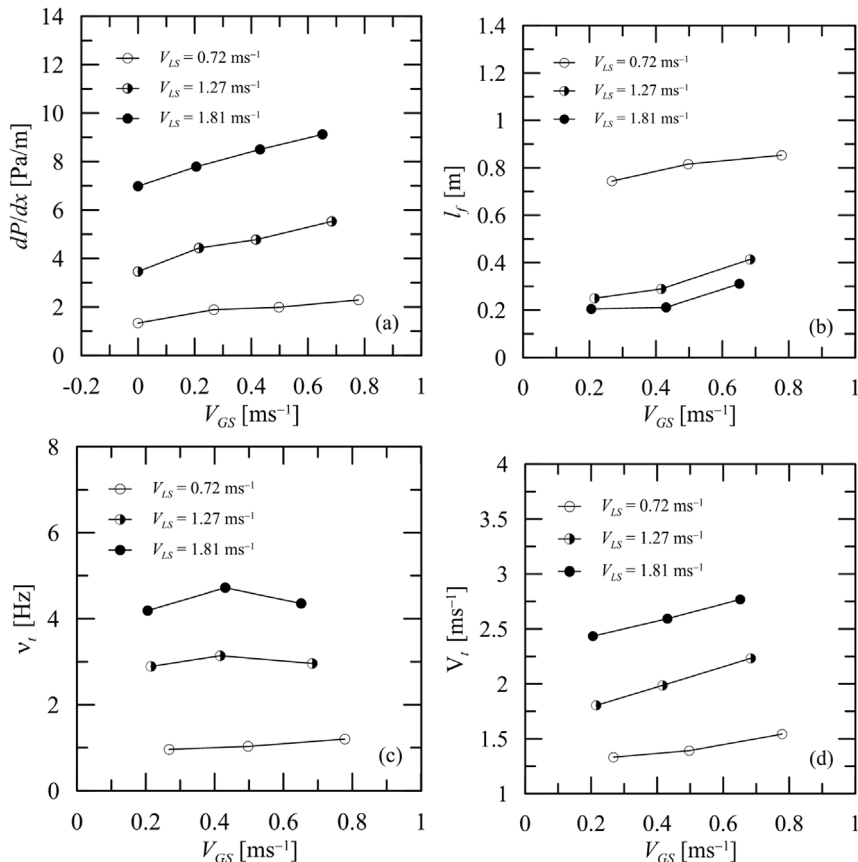 14
12
10
8
6
4
2
0
dP/dx [Pa/m]
V_LS = 0.72 ms⁻¹
V_LS = 1.27 ms⁻¹
V_LS = 1.81 ms⁻¹
(a)
-0.2 0 0.2 0.4 0.6 0.8 1
V_GS [ms⁻¹]
1.4
1.2
1
0.8
0.6
0.4
0.2
0
l_f [m]
V_LS = 0.72 ms⁻¹
V_LS = 1.27 ms⁻¹
V_LS = 1.81 ms⁻¹
(b)
0 0.2 0.4 0.6 0.8 1
V_GS [ms⁻¹]
8
6
4
2
0
ν_t [Hz]
V_LS = 0.72 ms⁻¹
V_LS = 1.27 ms⁻¹
V_LS = 1.81 ms⁻¹
(c)
0 0.2 0.4 0.6 0.8 1
V_GS [ms⁻¹]
4
3.5
3
2.5
2
1.5
1
V_t [ms⁻¹]
V_LS = 0.72 ms⁻¹
V_LS = 1.27 ms⁻¹
V_LS = 1.81 ms⁻¹
(d)
0 0.2 0.4 0.6 0.8 1
V_GS [ms⁻¹]